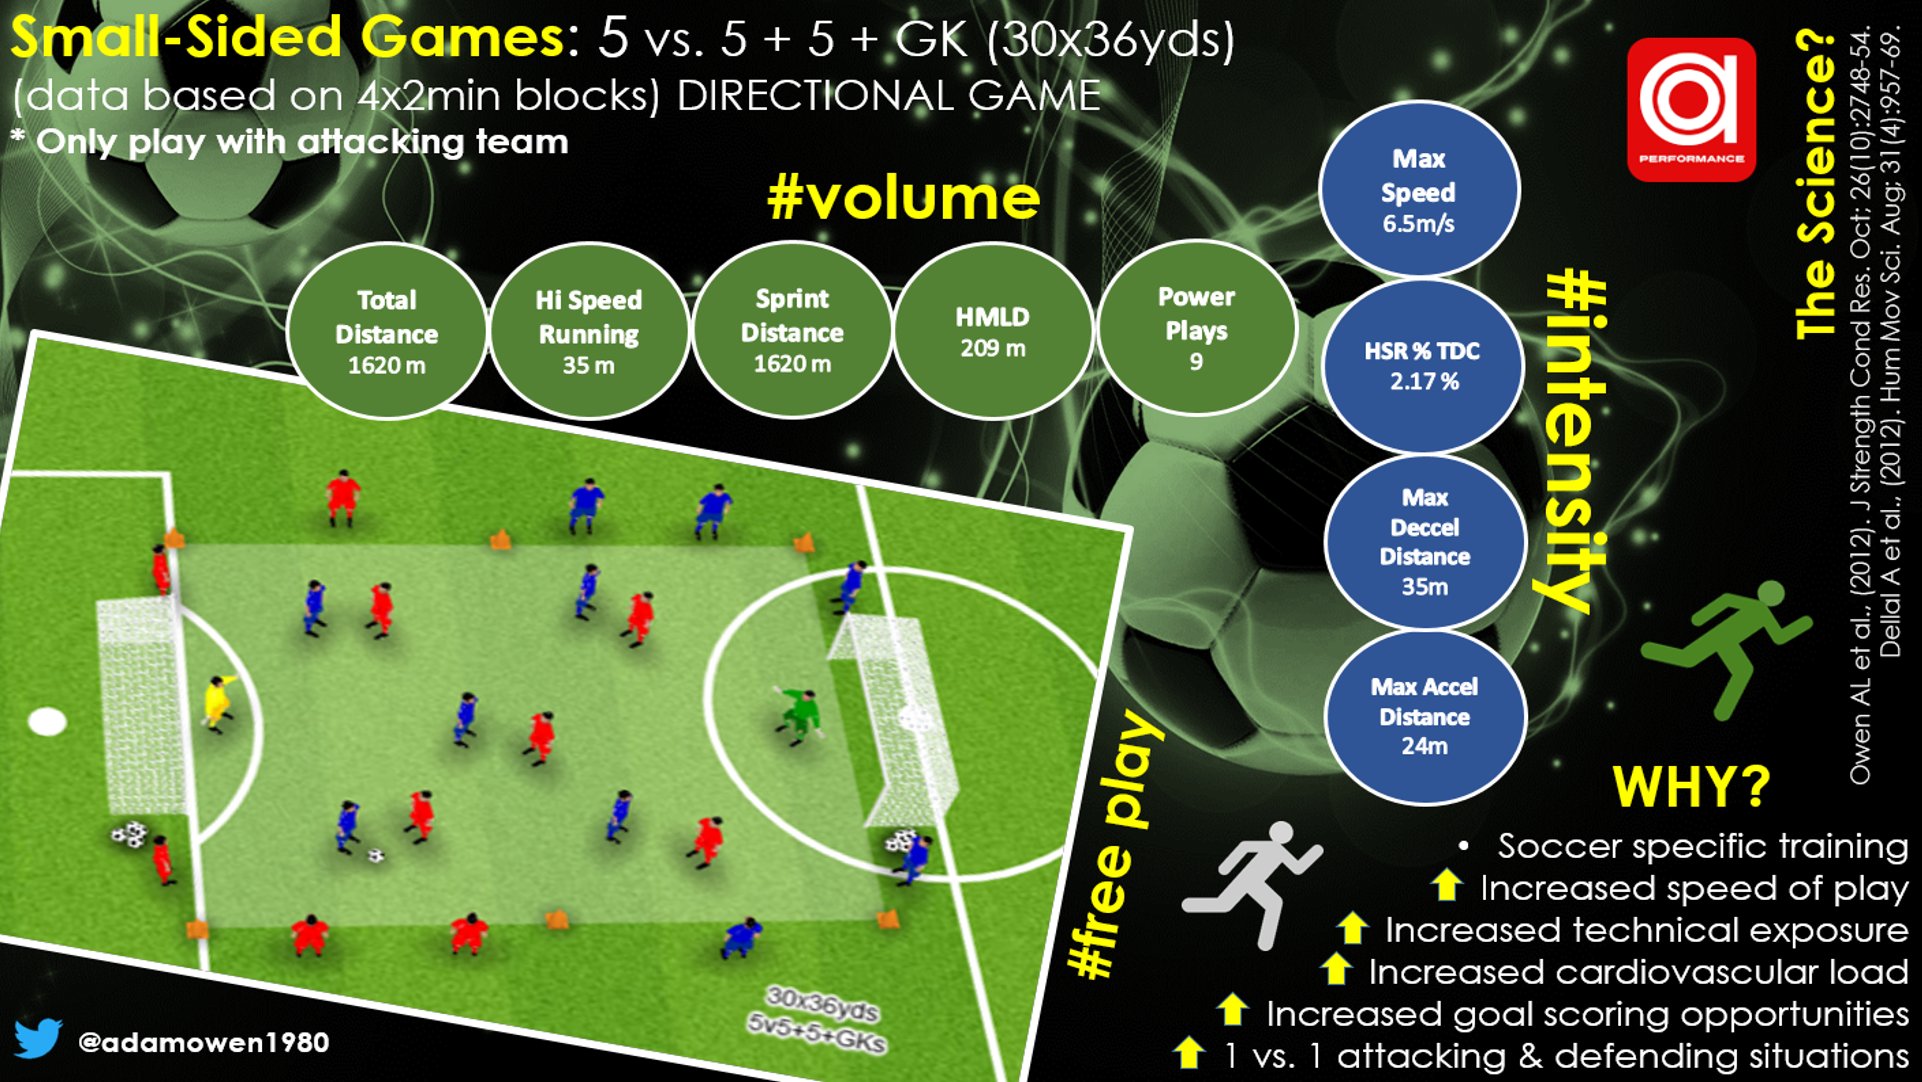 Small-Sided Games: 5 vs. 5 + 5 + GK (30x36yds)
(data based on 4x2min blocks) DIRECTIONAL GAME
* Only play with attacking team
#volume
Total
Distance
1620 m
Hi Speed
Running
35 m
Sprint
Distance
1620 m
HMLD
209 m
Power
Plays
9
Max
Speed
6.5m/s
HSR % TDC
2.17 %
Max
Deccel
Distance
35m
Max Accel
Distance
24m
#intensity
a
PERFORMANCE
The Science?
Owen AL et al., (2012). J Strength Cond Res. Oct; 26(10):2748-54.
Dellal A et al., (2012). Hum Mov Sci. Aug; 31(4):957-69.
#free play
30x36yds
5v5+5+GKs
WHY?
• Soccer specific training
Increased speed of play
Increased technical exposure
Increased cardiovascular load
Increased goal scoring opportunities
1 vs. 1 attacking & defending situations
@adamowen1980